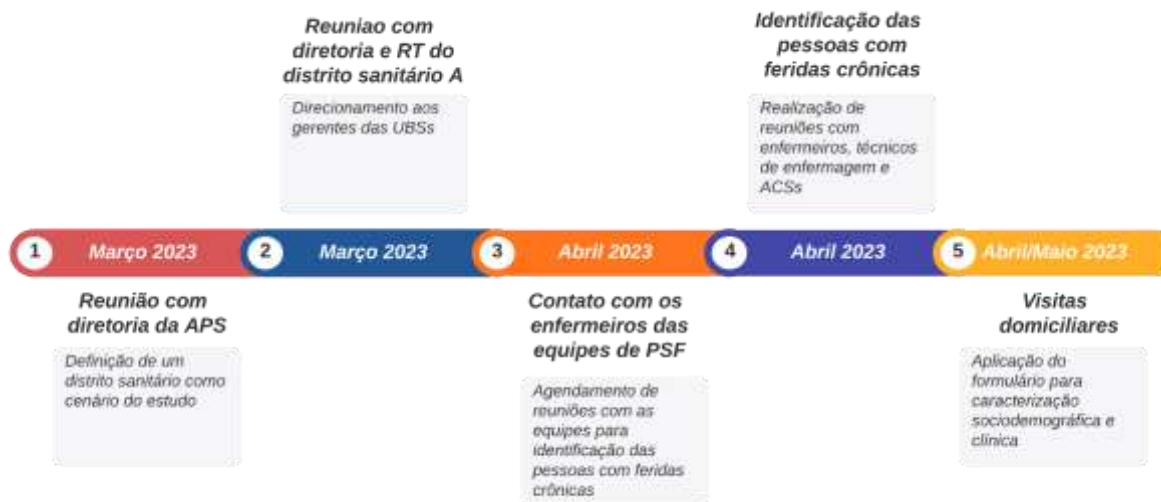 Reuniao com
diretoria e RT do
distrito sanitário A
Direcionamento aos
gerentes das UBSs
Identificação das
pessoas com
feridas crônicas
Realização de
reuniões com
enfermeiros, técnicos
de enfermagem e
ACSs
1 Março 2023
2 Março 2023
3 Abril 2023
4 Abril 2023
5 Abril/Maio 2023
Reunião com
diretoria da APS
Definição de um
distrito sanitário como
cenário do estudo
Contato com os
enfermeiros das
equipes de PSF
Agendamento de
reuniões com as
equipes para
identificação das
pessoas com feridas
crônicas
Visitas
domiciliares
Aplicação do
formulário para
caracterização
sociodemográfica e
clínica